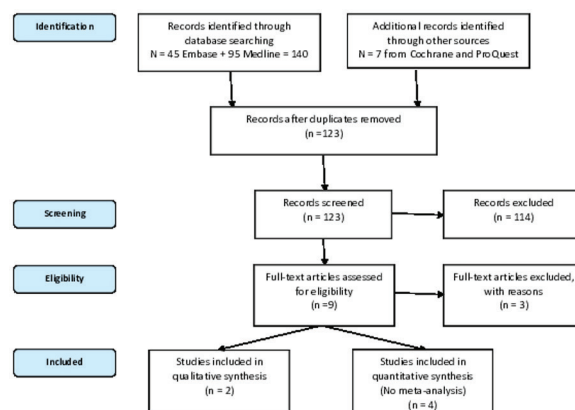 Identification
Records identified through
database searching
N = 45 Embase + 95 Medline = 140
Additional records identified
through other sources
N = 7 from Cochrane and ProQuest
Records after duplicates removed
(n =123)
Screening
Records screened
(n = 123)
Records excluded
(n = 114)
Eligibility
Full-text articles assessed
for eligibility
(n =9)
Full-text articles excluded,
with reasons
(n = 3)
Included
Studies included in
qualitative synthesis
(n = 2)
Studies included in
quantitative synthesis
(No meta-analysis)
(n = 4)